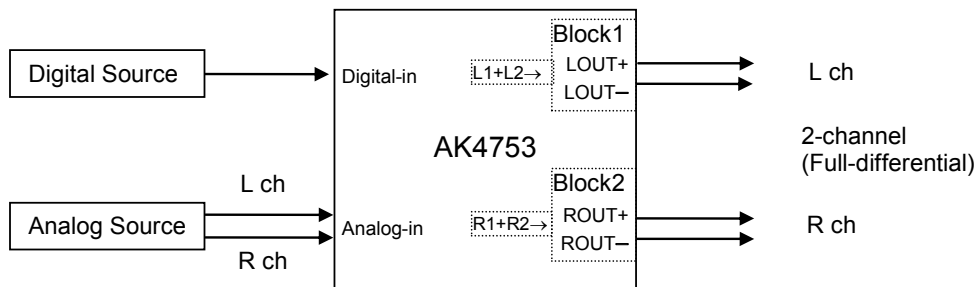 Digital Source
Digital-in
Block1
L1+L2→
LOUT+
LOUT−
L ch
AK4753
2-channel
(Full-differential)
L ch
Analog Source
R ch
Analog-in
Block2
R1+R2→
ROUT+
ROUT−
R ch